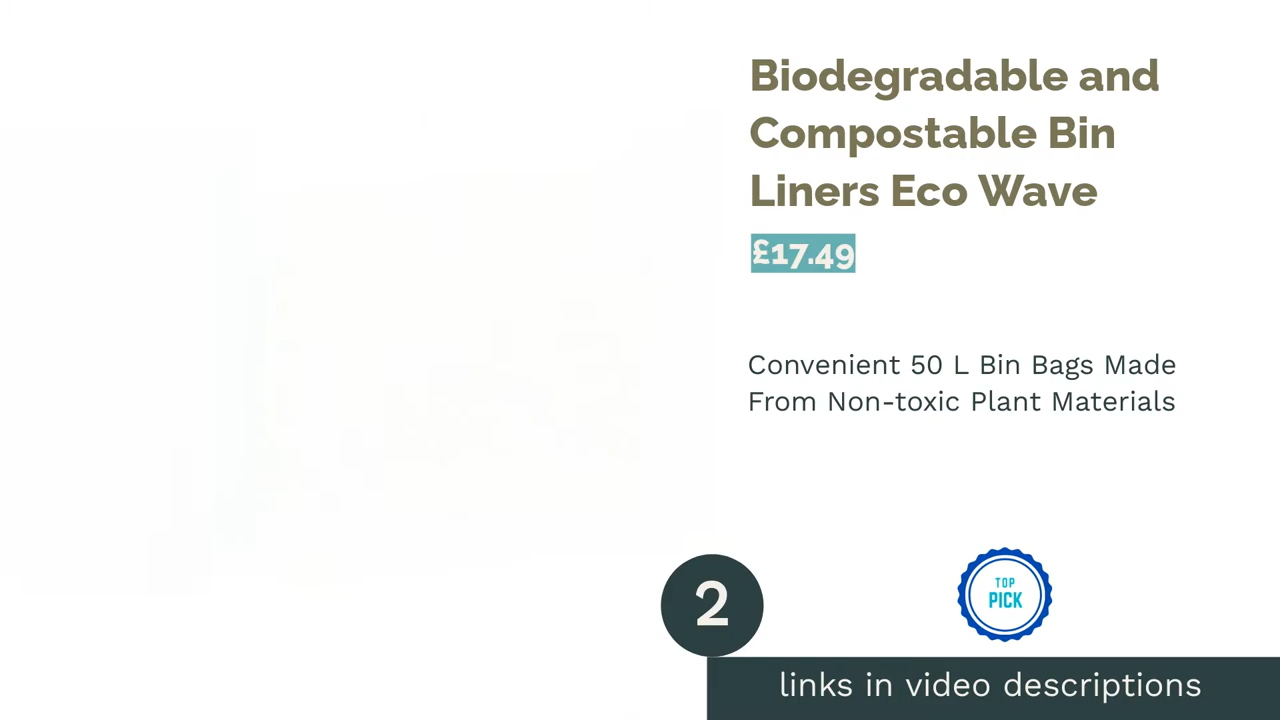 Biodegradable and
Compostable Bin
Liners Eco Wave
£17.49
Convenient 50 L Bin Bags Made
From Non-toxic Plant Materials
2
TOP
PICK
links in video descriptions